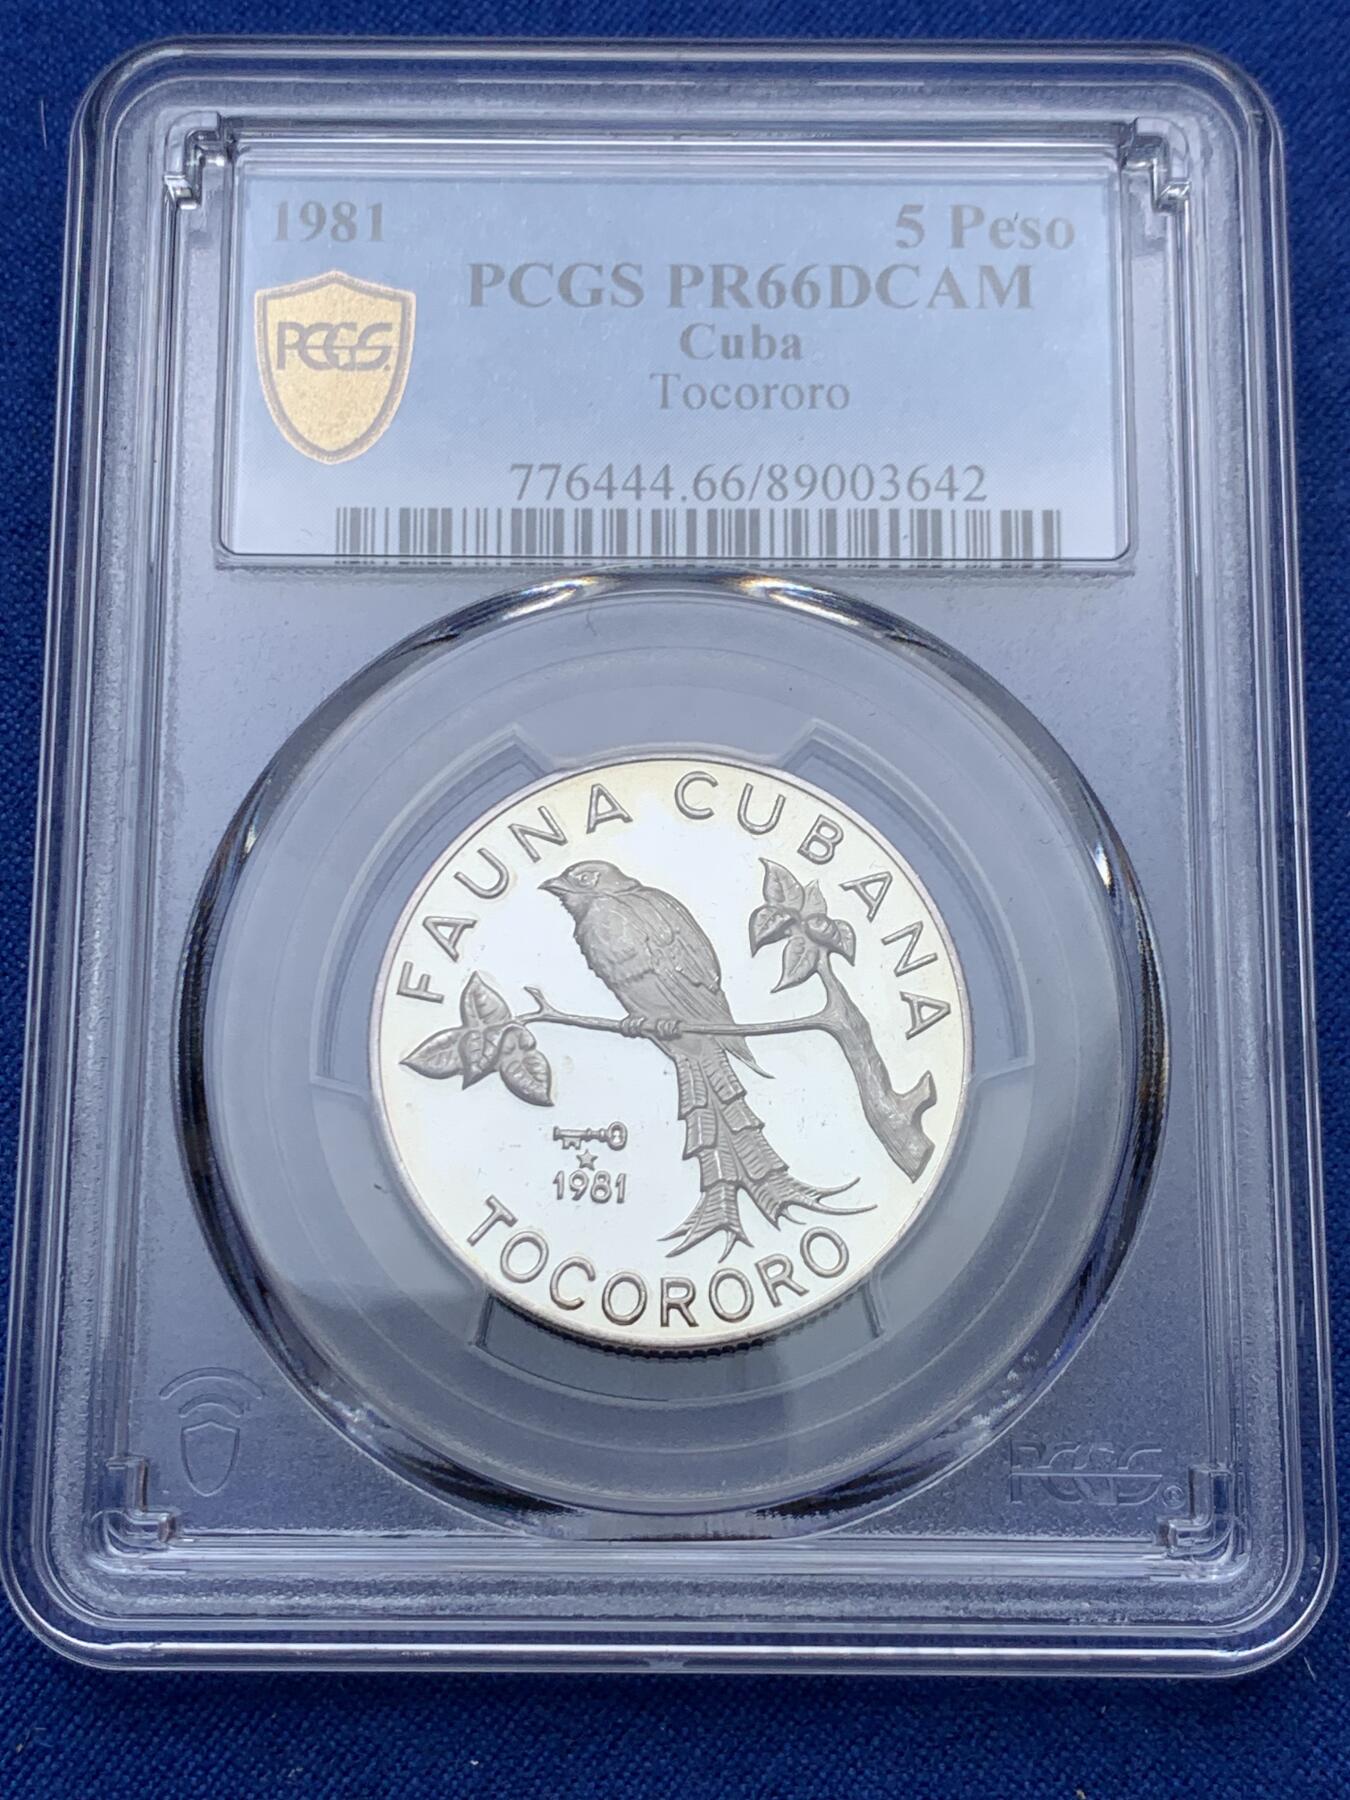 1981 5 Peso
PCGS PR66DCAM
PCGS
Cuba
Tocororo
776444.66/89003642
FAUNA CUBANA
1981
TOCORORO
PCGS